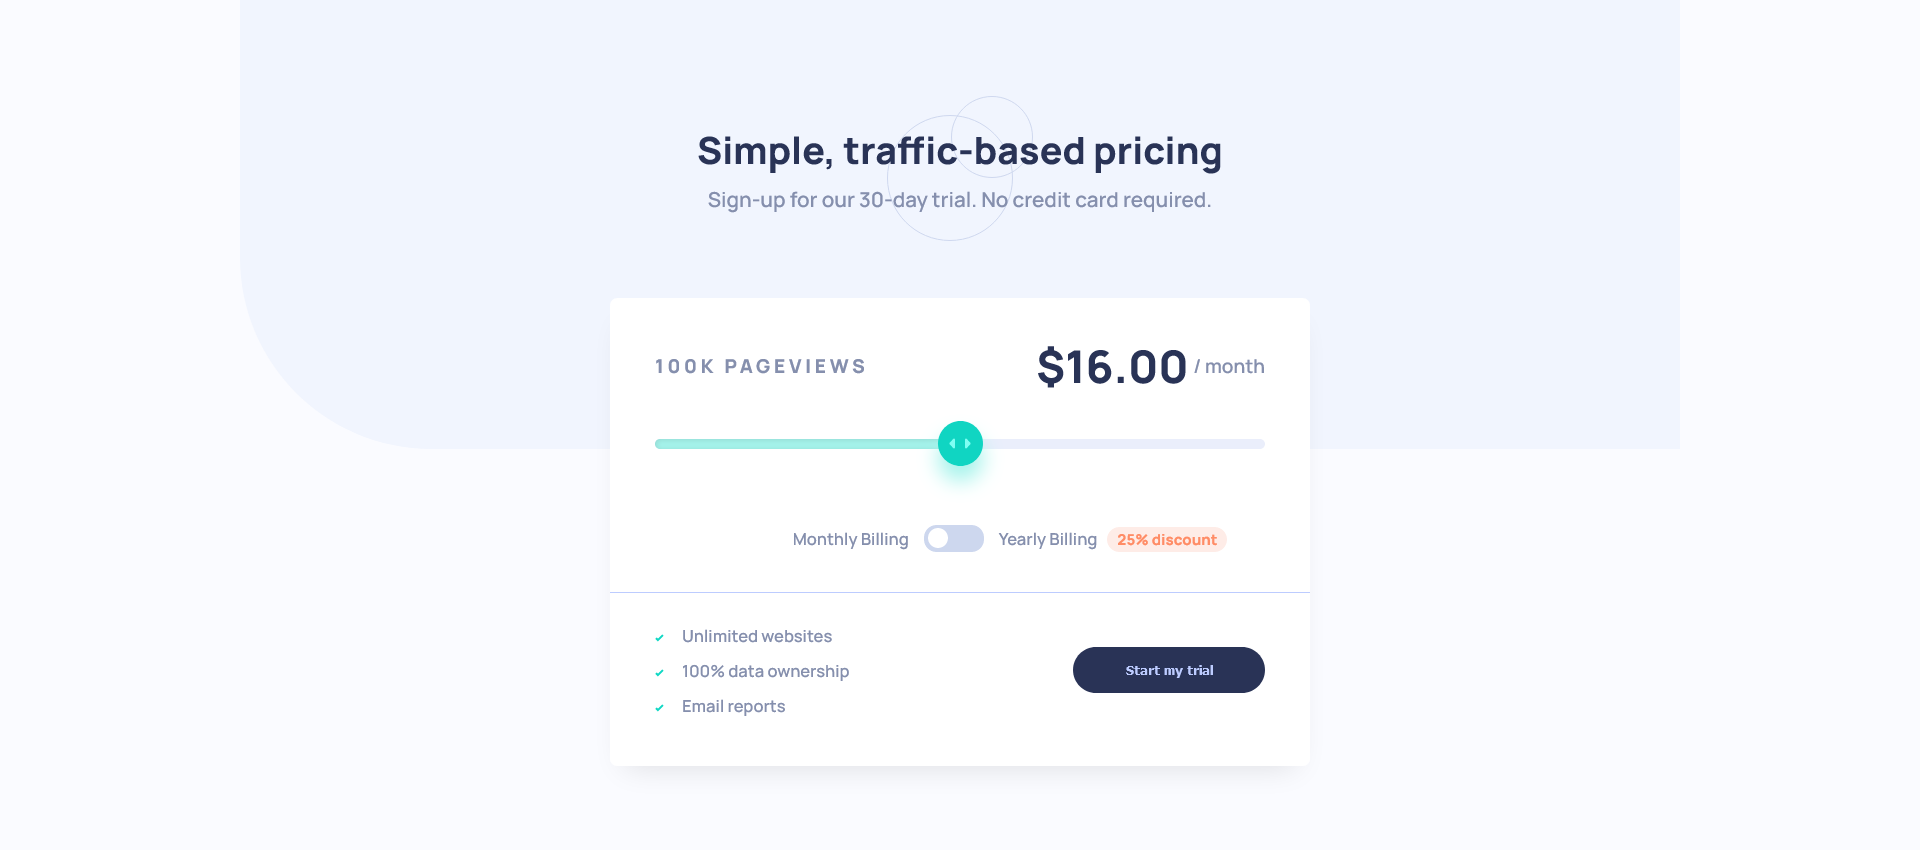 Simple, traffic-based pricing
Sign-up for our 30-day trial. No credit card required.
100K PAGEVIEWS
$16.00 / month
Monthly Billing
Yearly Billing
25% discount
Unlimited websites
100% data ownership
Email reports
Start my trial